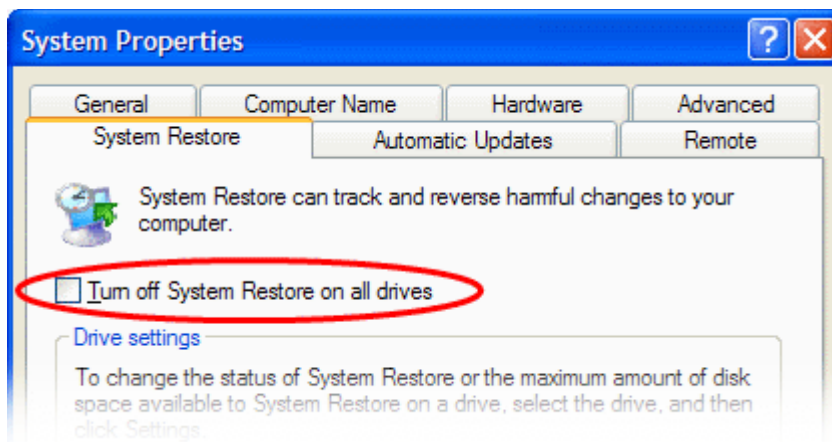 System Properties
General
Computer Name
Hardware
Advanced
System Restore
Automatic Updates
Remote
System Restore can track and reverse harmful changes to your
computer.
Turn off System Restore on all drives
Drive settings
To change the status of System Restore or the maximum amount of disk
space available to System Restore on a drive, select the drive, and then
click Settings.